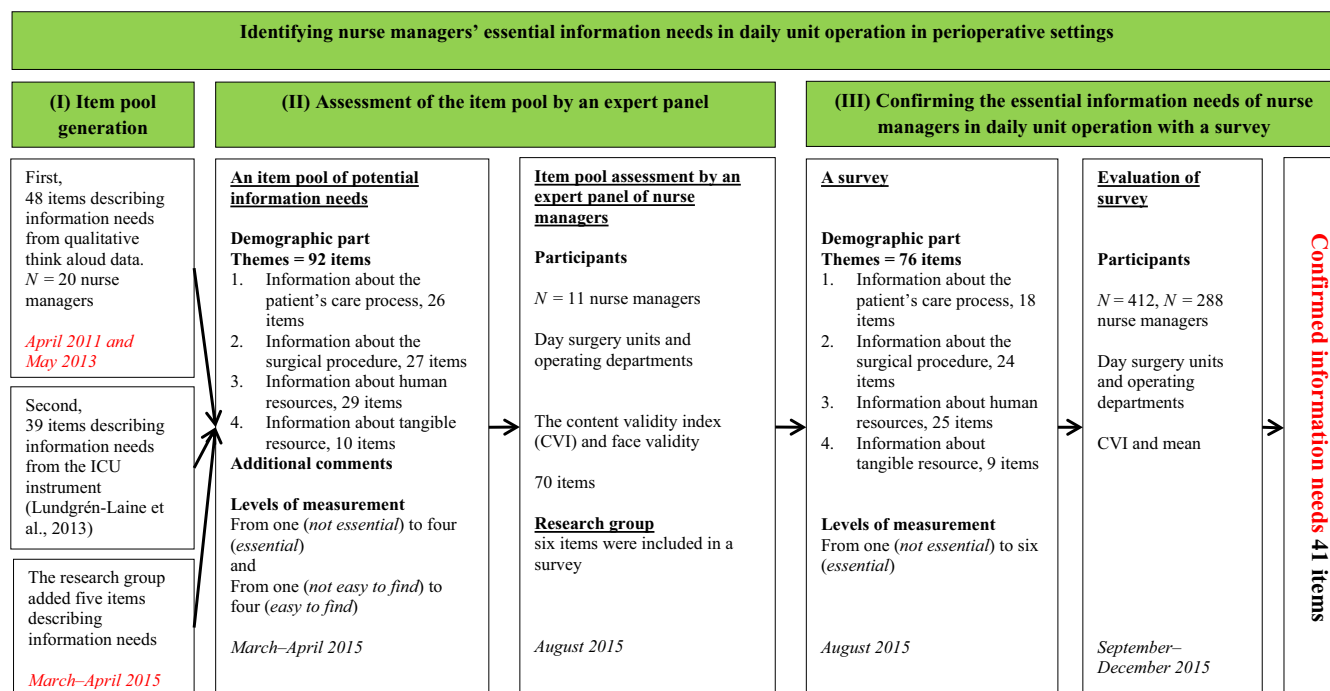 Identifying nurse managers’ essential information needs in daily unit operation in perioperative settings
(I) Item pool
generation
(II) Assessment of the item pool by an expert panel
(III) Confirming the essential information needs of nurse
managers in daily unit operation with a survey
First,
48 items describing
information needs
from qualitative
think aloud data.
N = 20 nurse
managers
April 2011 and
May 2013
Second,
39 items describing
information needs
from the ICU
instrument
(Lundgrén-Laine et
al., 2013)
The research group
added five items
describing
information needs
March–April 2015
An item pool of potential
information needs
Demographic part
Themes = 92 items
1. Information about the
patient’s care process, 26
items
2. Information about the
surgical procedure, 27 items
3. Information about human
resources, 29 items
4. Information about tangible
resource, 10 items
Additional comments
Levels of measurement
From one (not essential) to four
(essential)
and
From one (not easy to find) to
four (easy to find)
March–April 2015
Item pool assessment by an
expert panel of nurse
managers
Participants
N = 11 nurse managers
Day surgery units and
operating departments
The content validity index
(CVI) and face validity
70 items
Research group
six items were included in a
survey
August 2015
A survey
Demographic part
Themes = 76 items
1. Information about the
patient’s care process, 18
items
2. Information about the
surgical procedure, 24
items
3. Information about human
resources, 25 items
4. Information about
tangible resource, 9 items
Levels of measurement
From one (not essential) to six
(essential)
August 2015
Evaluation of
survey
Participants
N = 412, N = 288
nurse managers
Day surgery units
and operating
departments
CVI and mean
September–
December 2015
Confirmed information needs 41 items